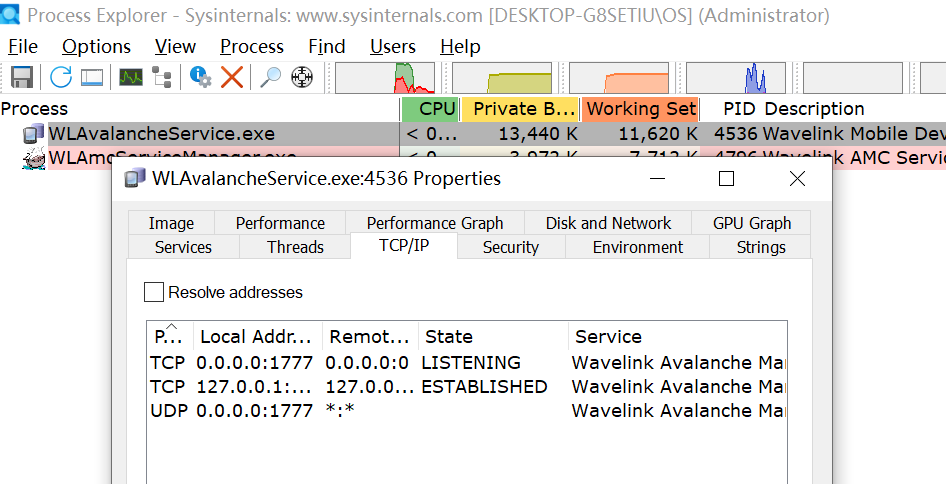 Process Explorer - Sysinternals: www.sysinternals.com [DESKTOP-G8SETIU\OS] (Administrator)
File Options View Process Find Users Help
Process CPU Private B... Working Set PID Description
WLAvalancheService.exe < 0... 13,440 K 11,620 K 4536 Wavelink Mobile Dev
WLAmcServiceManager.exe < 0... 3,972 K 7,712 K 4796 Wavelink AMC Servic
WLAvalancheService.exe:4536 Properties
Image Performance Performance Graph Disk and Network GPU Graph
Services Threads TCP/IP Security Environment Strings
Resolve addresses
P... Local Addr... Remot... State Service
TCP 0.0.0.0:1777 0.0.0.0:0 LISTENING Wavelink Avalanche Ma
TCP 127.0.0.1:... 127.0.0... ESTABLISHED Wavelink Avalanche Ma
UDP 0.0.0.0:1777 *:* Wavelink Avalanche Ma